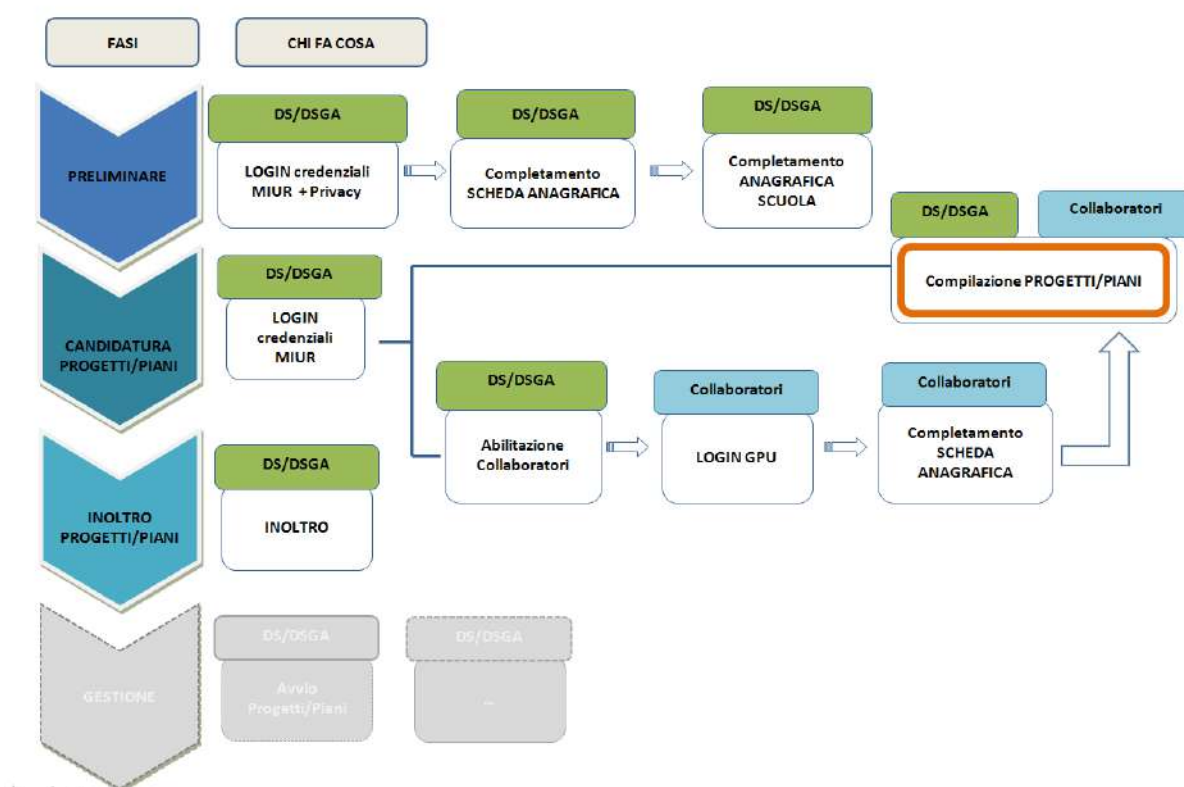 FASI
CHI FA COSA
PRELIMINARE
DS/DSGA
LOGIN credenziali
MIUR + Privacy
DS/DSGA
Completamento
SCHEDA ANAGRAFICA
DS/DSGA
Completamento
ANAGRAFICA
SCUOLA
DS/DSGA
Collaboratori
Compilazione PROGETTI/PIANI
CANDIDATURA
PROGETTI/PIANI
DS/DSGA
LOGIN
credenziali
MIUR
DS/DSGA
Abilitazione
Collaboratori
Collaboratori
LOGIN GPU
Collaboratori
Completamento
SCHEDA
ANAGRAFICA
INOLTRO
PROGETTI/PIANI
DS/DSGA
INOLTRO
GESTIONE
DS/DSGA
Avvio
Progetti/Piani
DS/DSGA
...